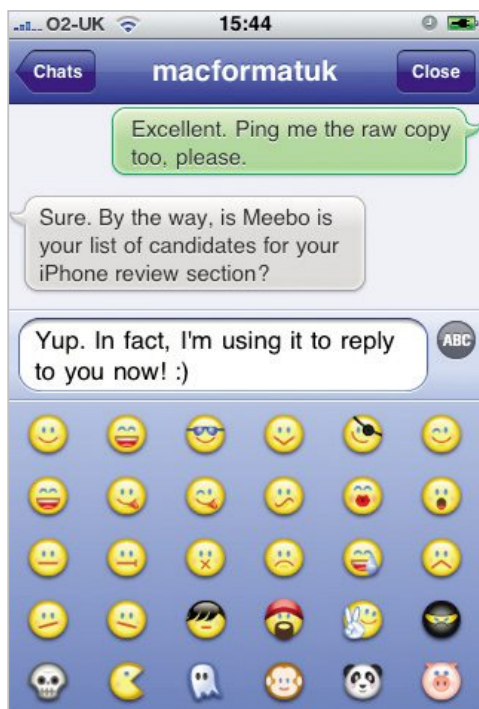 O2-UK 15:44
Chats macformatuk Close
Excellent. Ping me the raw copy
too, please.
Sure. By the way, is Meebo is
your list of candidates for your
iPhone review section?
Yup. In fact, I'm using it to reply
to you now! :)
ABC